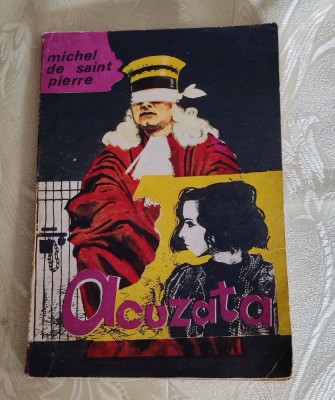 michel
de saint
pierre
acuzata